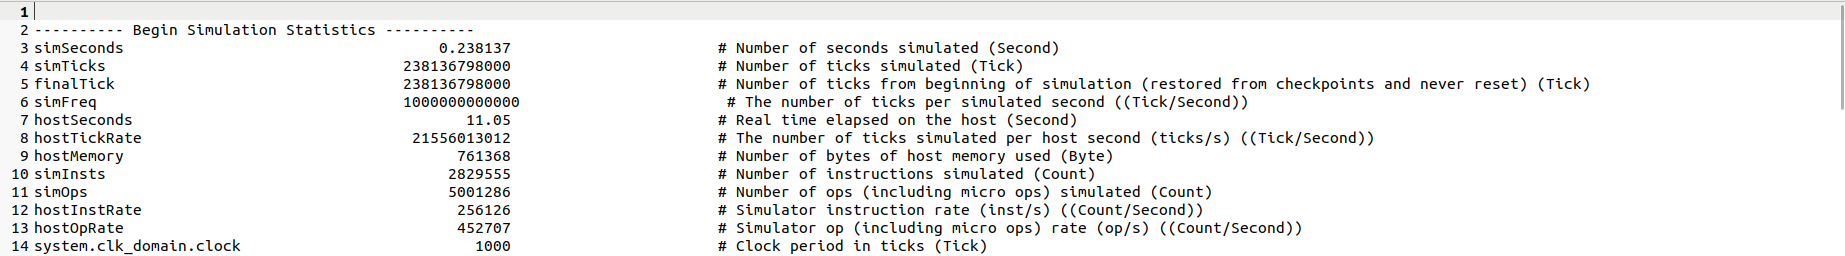 1
2 ---------- Begin Simulation Statistics ----------
3 simSeconds 0.238137 # Number of seconds simulated (Second)
4 simTicks 238136798000 # Number of ticks simulated (Tick)
5 finalTick 238136798000 # Number of ticks from beginning of simulation (restored from checkpoints and never reset) (Tick)
6 simFreq 1000000000000 # The number of ticks per simulated second ((Tick/Second))
7 hostSeconds 11.05 # Real time elapsed on the host (Second)
8 hostTickRate 21556013012 # The number of ticks simulated per host second (ticks/s) ((Tick/Second))
9 hostMemory 761368 # Number of bytes of host memory used (Byte)
10 simInsts 2829555 # Number of instructions simulated (Count)
11 simOps 5001286 # Number of ops (including micro ops) simulated (Count)
12 hostInstRate 256126 # Simulator instruction rate (inst/s) ((Count/Second))
13 hostOpRate 452707 # Simulator op (including micro ops) rate (op/s) ((Count/Second))
14 system.clk_domain.clock 1000 # Clock period in ticks (Tick)